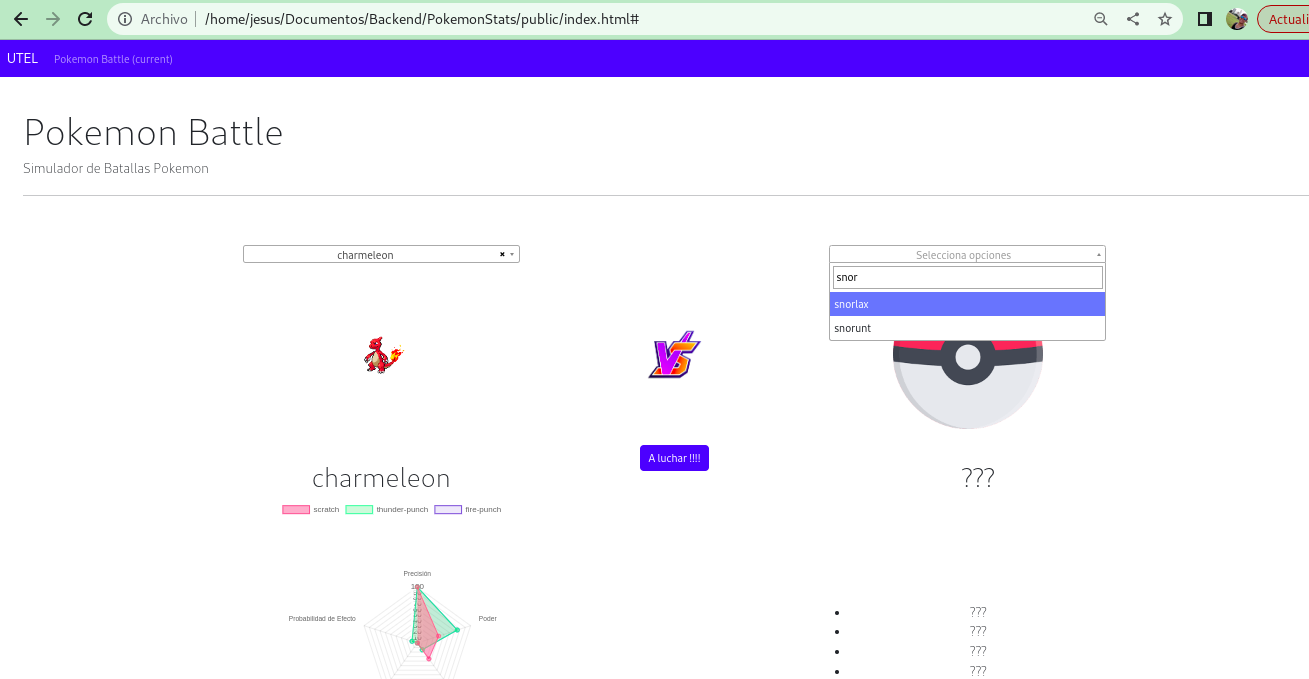 Archivo /home/jesus/Documentos/Backend/PokemonStats/public/index.html#
Actuali
UTEL Pokemon Battle (current)
Pokemon Battle
Simulador de Batallas Pokemon
charmeleon
Selecciona opciones
snor
snorlax
snorunt
VS
A luchar !!!!
charmeleon
???
scratch thunder-punch fire-punch
Precisión
100
Probabilidad de Efecto
Poder
???
???
???
???